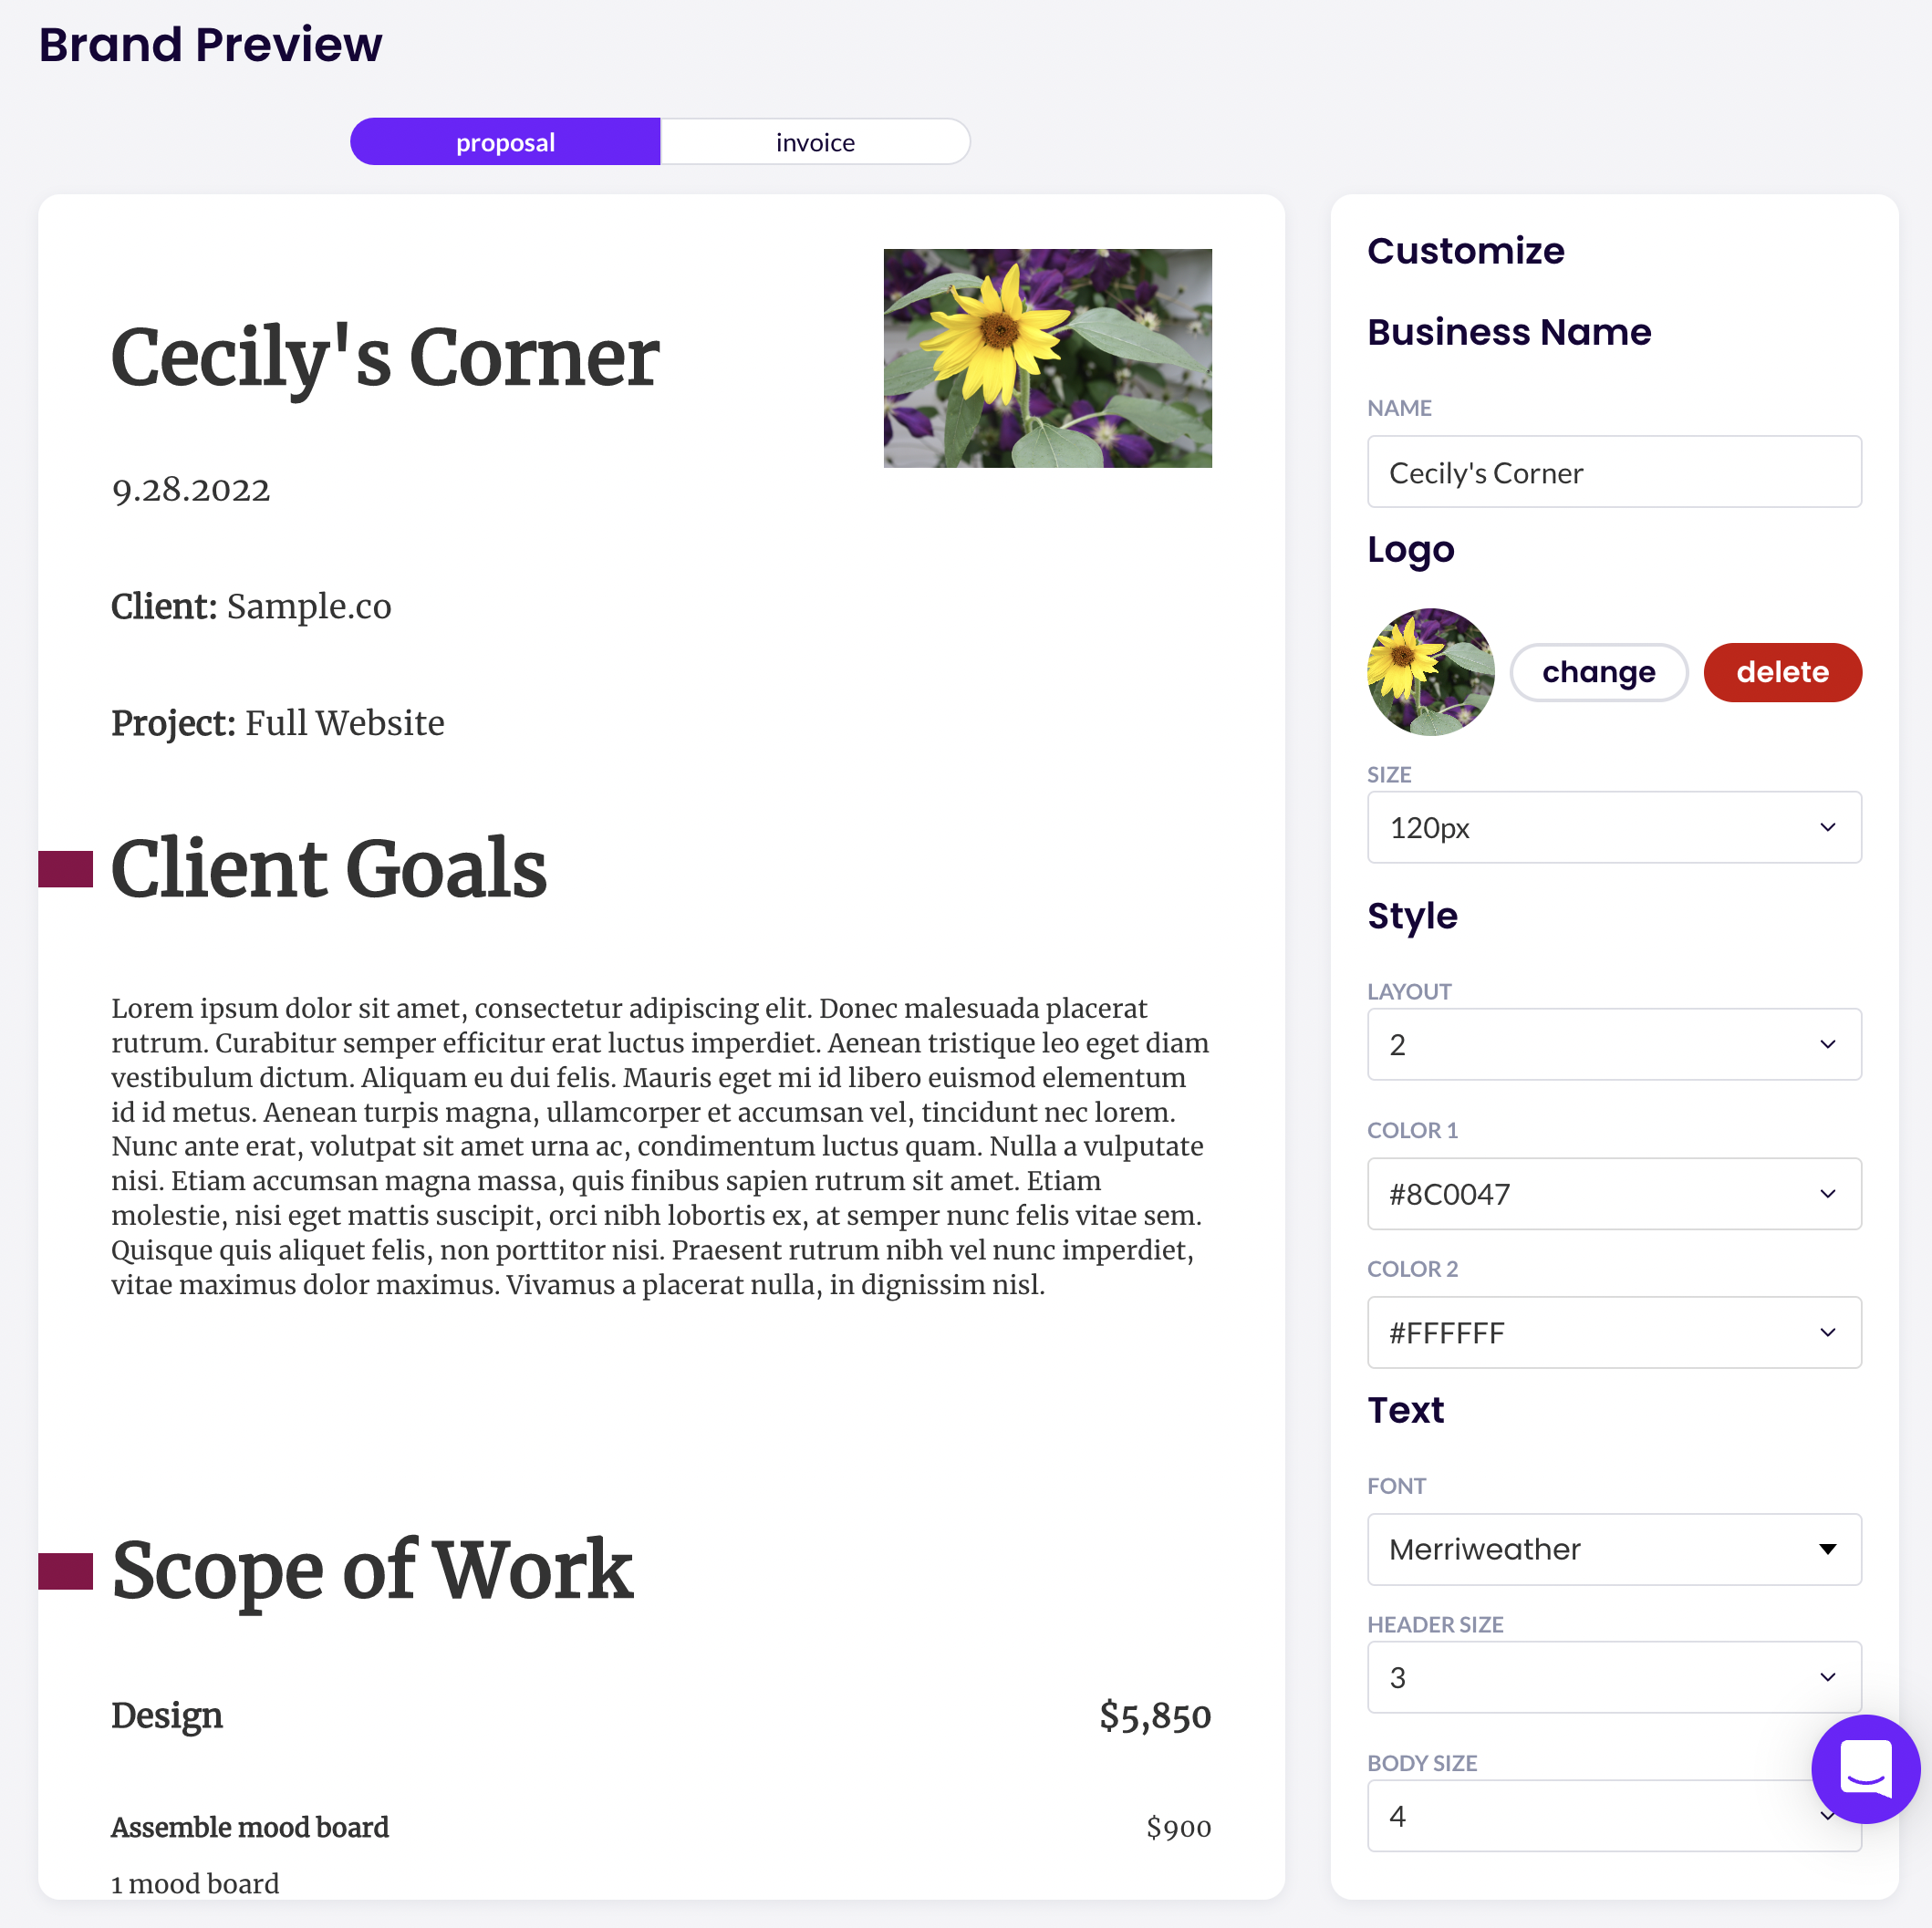 Brand Preview
proposal
invoice
Cecily's Corner
9.28.2022
Client: Sample.co
Project: Full Website
Client Goals
Lorem ipsum dolor sit amet, consectetur adipiscing elit. Donec malesuada placerat
rutrum. Curabitur semper efficitur erat luctus imperdiet. Aenean tristique leo eget diam
vestibulum dictum. Aliquam eu dui felis. Mauris eget mi id libero euismod elementum
id id metus. Aenean turpis magna, ullamcorper et accumsan vel, tincidunt nec lorem.
Nunc ante erat, volutpat sit amet urna ac, condimentum luctus quam. Nulla a vulputate
nisi. Etiam accumsan magna massa, quis finibus sapien rutrum sit amet. Etiam
molestie, nisi eget mattis suscipit, orci nibh lobortis ex, at semper nunc felis vitae sem.
Quisque quis aliquet felis, non porttitor nisi. Praesent rutrum nibh vel nunc imperdiet,
vitae maximus dolor maximus. Vivamus a placerat nulla, in dignissim nisl.
Scope of Work
Design $5,850
Assemble mood board $900
1 mood board
Customize
Business Name
NAME
Cecily's Corner
Logo
change
delete
SIZE
120px
Style
LAYOUT
2
COLOR 1
#8C0047
COLOR 2
#FFFFFF
Text
FONT
Merriweather
HEADER SIZE
3
BODY SIZE
4